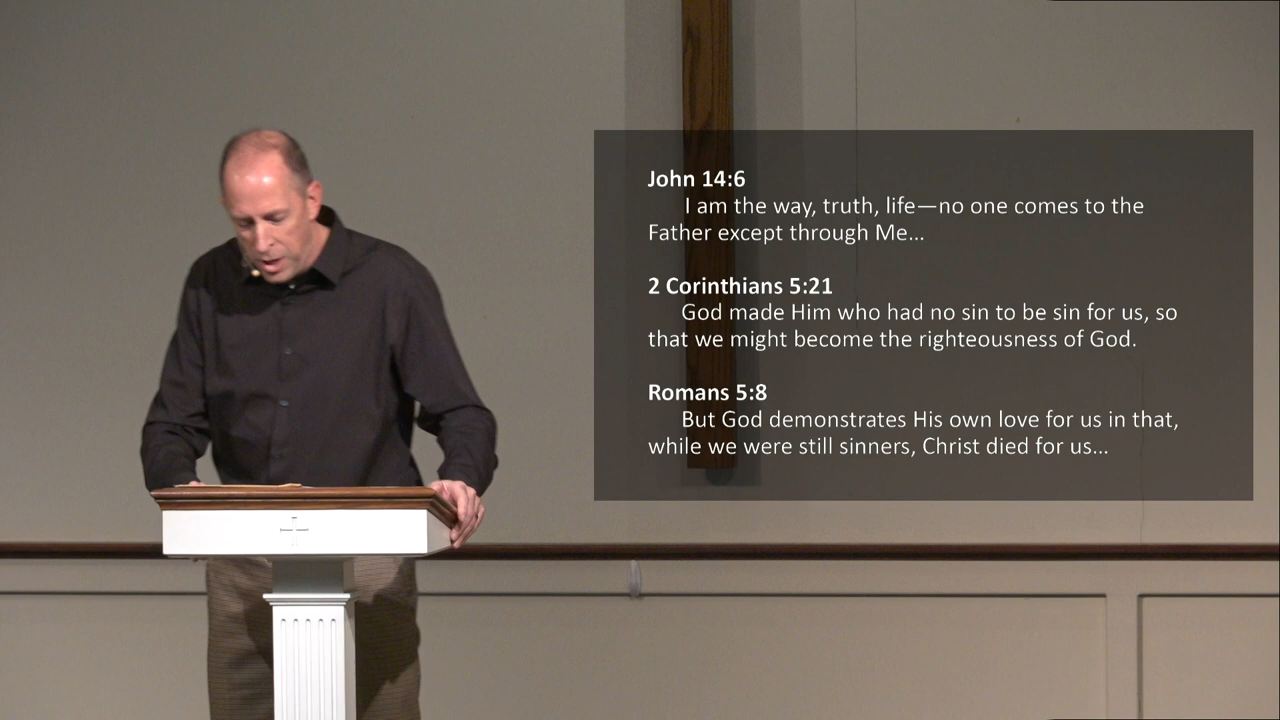 John 14:6
I am the way, truth, life—no one comes to the
Father except through Me...
2 Corinthians 5:21
God made Him who had no sin to be sin for us, so
that we might become the righteousness of God.
Romans 5:8
But God demonstrates His own love for us in that,
while we were still sinners, Christ died for us...